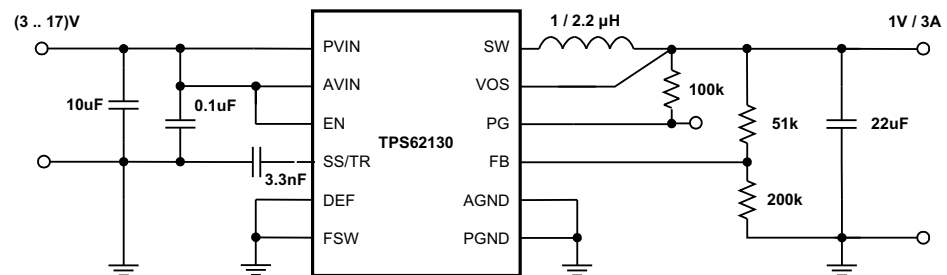 (3 .. 17)V
1 / 2.2 µH
1V / 3A
PVIN
SW
AVIN
VOS
10uF
0.1uF
100k
EN
PG
51k
22uF
TPS62130
SS/TR
FB
3.3nF
DEF
AGND
200k
FSW
PGND